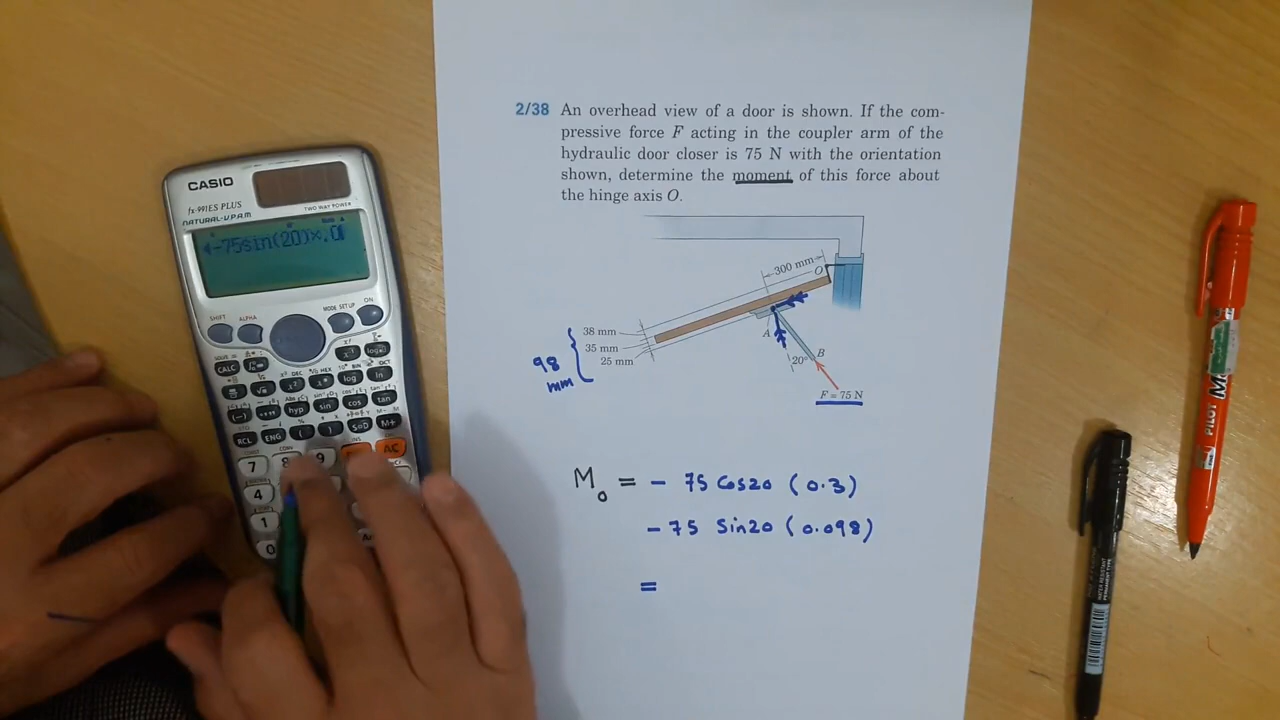 2/38 An overhead view of a door is shown. If the com-
pressive force F acting in the coupler arm of the
hydraulic door closer is 75 N with the orientation
shown, determine the moment of this force about
the hinge axis O.
300 mm
O
38 mm
35 mm
25 mm
98
mm
A
B
20°
F = 75 N
M₀ = - 75 Cos20 (0.3)
- 75 Sin20 (0.098)
=
CASIO
fx-991ES PLUS
NATURAL-V.P.A.M.
TWO WAY POWER
-75sin(20)×.0
SHIFT ALPHA MODE SETUP ON
CALC
x² log ln
(-) hyp sin cos tan
RCL ENG ( ) S⇔D M+
7 8 9 AC
4
1
0
PILOT